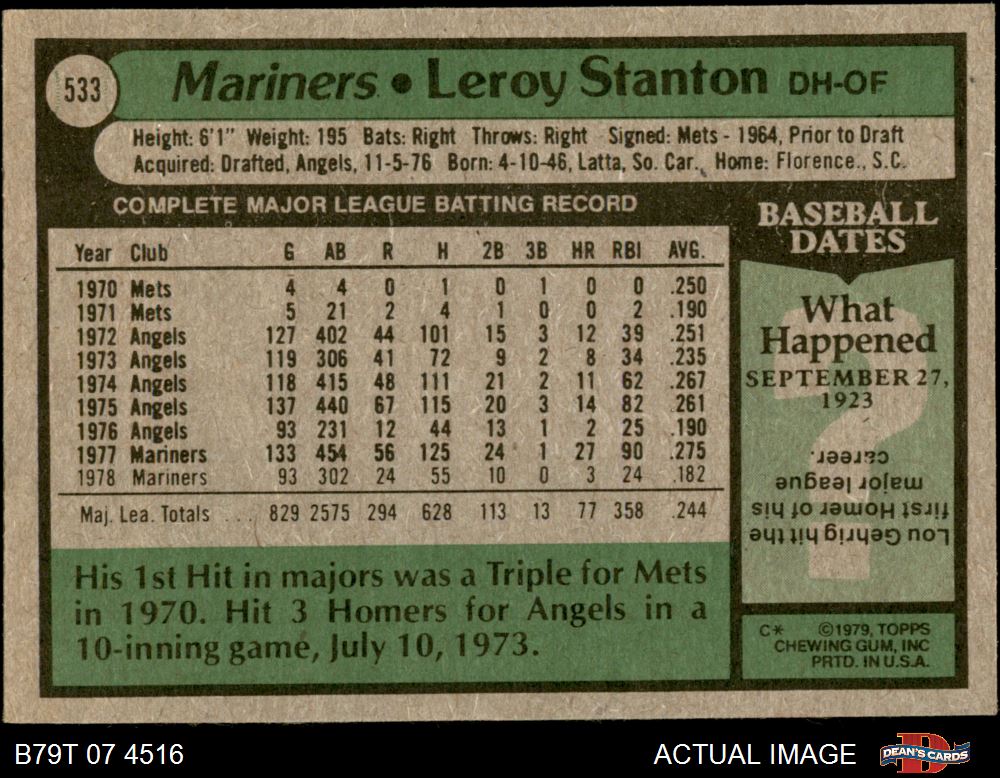 533
Mariners • Leroy Stanton DH-OF
Height: 6'1" Weight: 195 Bats: Right Throws: Right Signed: Mets - 1964, Prior to Draft
Acquired: Drafted, Angels, 11-5-76 Born: 4-10-46, Latta, So. Car., Home: Florence., S.C.
COMPLETE MAJOR LEAGUE BATTING RECORD
Year Club G AB R H 2B 3B HR RBI AVG.
1970 Mets 4 4 0 1 0 1 0 0 .250
1971 Mets 5 21 2 4 1 0 0 2 .190
1972 Angels 127 402 44 101 15 3 12 39 .251
1973 Angels 119 306 41 72 9 2 8 34 .235
1974 Angels 118 415 48 111 21 2 11 62 .267
1975 Angels 137 440 67 115 20 3 14 82 .261
1976 Angels 93 231 12 44 13 1 2 25 .190
1977 Mariners 133 454 56 125 24 1 27 90 .275
1978 Mariners 93 302 24 55 10 0 3 24 .182
Maj. Lea. Totals ... 829 2575 294 628 113 13 77 358 .244
His 1st Hit in majors was a Triple for Mets
in 1970. Hit 3 Homers for Angels in a
10-inning game, July 10, 1973.
BASEBALL
DATES
What
Happened
SEPTEMBER 27,
1923
Lou Gehrig hit the
first Homer of his
major league
career.
C* ©1979, TOPPS
CHEWING GUM, INC
PRTD. IN U.S.A.
B79T 07 4516
ACTUAL IMAGE
D
DEAN'S CARDS